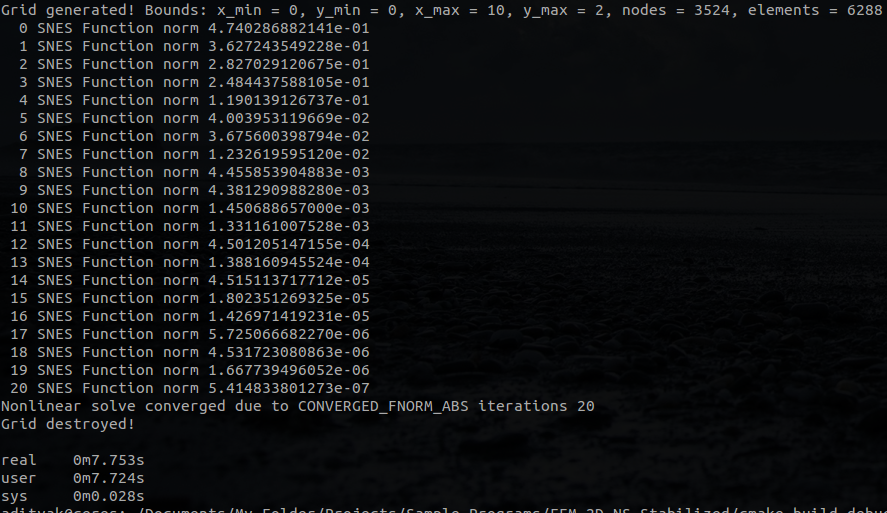 Grid generated! Bounds: x_min = 0, y_min = 0, x_max = 10, y_max = 2, nodes = 3524, elements = 6288
0 SNES Function norm 4.740286882141e-01
1 SNES Function norm 3.627243549228e-01
2 SNES Function norm 2.827029120675e-01
3 SNES Function norm 2.484437588105e-01
4 SNES Function norm 1.190139126737e-01
5 SNES Function norm 4.003953119669e-02
6 SNES Function norm 3.675600398794e-02
7 SNES Function norm 1.232619595120e-02
8 SNES Function norm 4.455853904883e-03
9 SNES Function norm 4.381290988280e-03
10 SNES Function norm 1.450688657000e-03
11 SNES Function norm 1.331161007528e-03
12 SNES Function norm 4.501205147155e-04
13 SNES Function norm 1.388160945524e-04
14 SNES Function norm 4.515113717712e-05
15 SNES Function norm 1.802351269325e-05
16 SNES Function norm 1.426971419231e-05
17 SNES Function norm 5.725066682270e-06
18 SNES Function norm 4.531723080863e-06
19 SNES Function norm 1.667739496052e-06
20 SNES Function norm 5.414833801273e-07
Nonlinear solve converged due to CONVERGED_FNORM_ABS iterations 20
Grid destroyed!
real 0m7.753s
user 0m7.724s
sys 0m0.028s